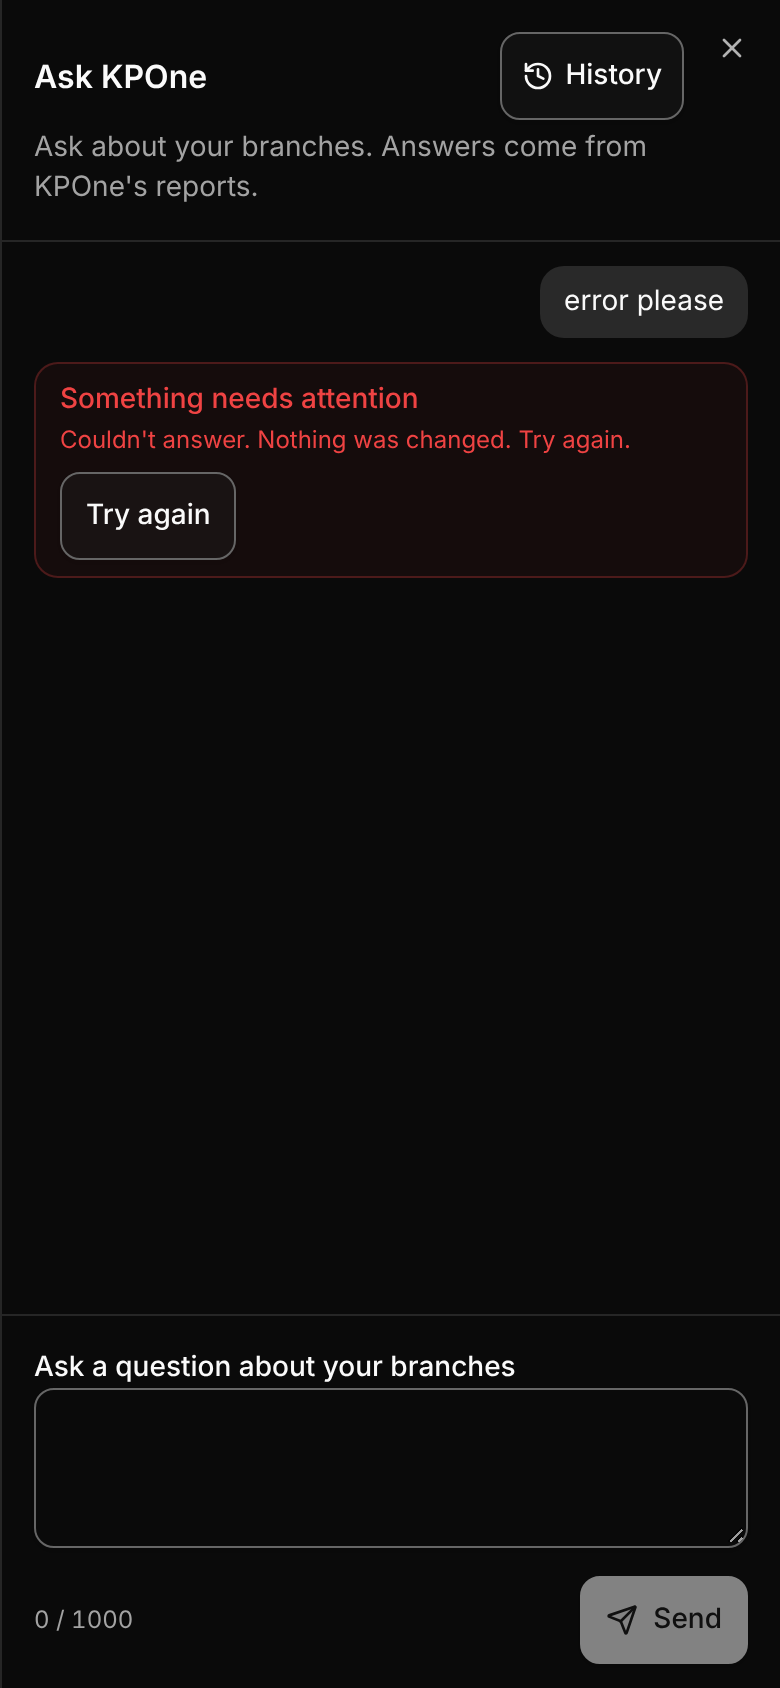 Ask KPOne
History
Ask about your branches. Answers come from
KPOne's reports.
error please
Something needs attention
Couldn't answer. Nothing was changed. Try again.
Try again
Ask a question about your branches
0 / 1000
Send